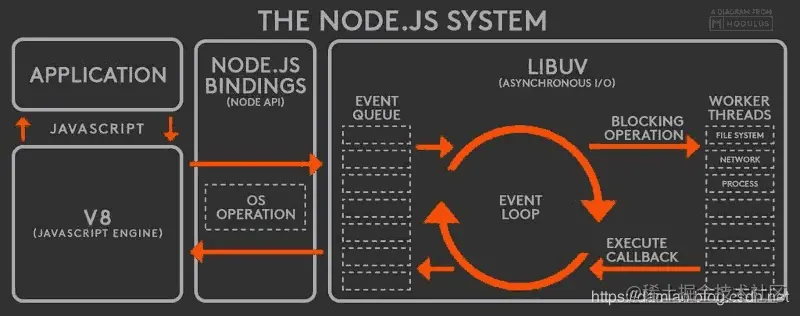 THE NODE.JS SYSTEM
A DIAGRAM FROM
MODULUS
APPLICATION
JAVASCRIPT
V8
(JAVASCRIPT ENGINE)
NODE.JS
BINDINGS
(NODE API)
OS
OPERATION
LIBUV
(ASYNCHRONOUS I/O)
EVENT
QUEUE
EVENT
LOOP
BLOCKING
OPERATION
EXECUTE
CALLBACK
WORKER
THREADS
FILE SYSTEM
NETWORK
PROCESS
@稀土掘金技术社区
https://damian.blog.csdn.net